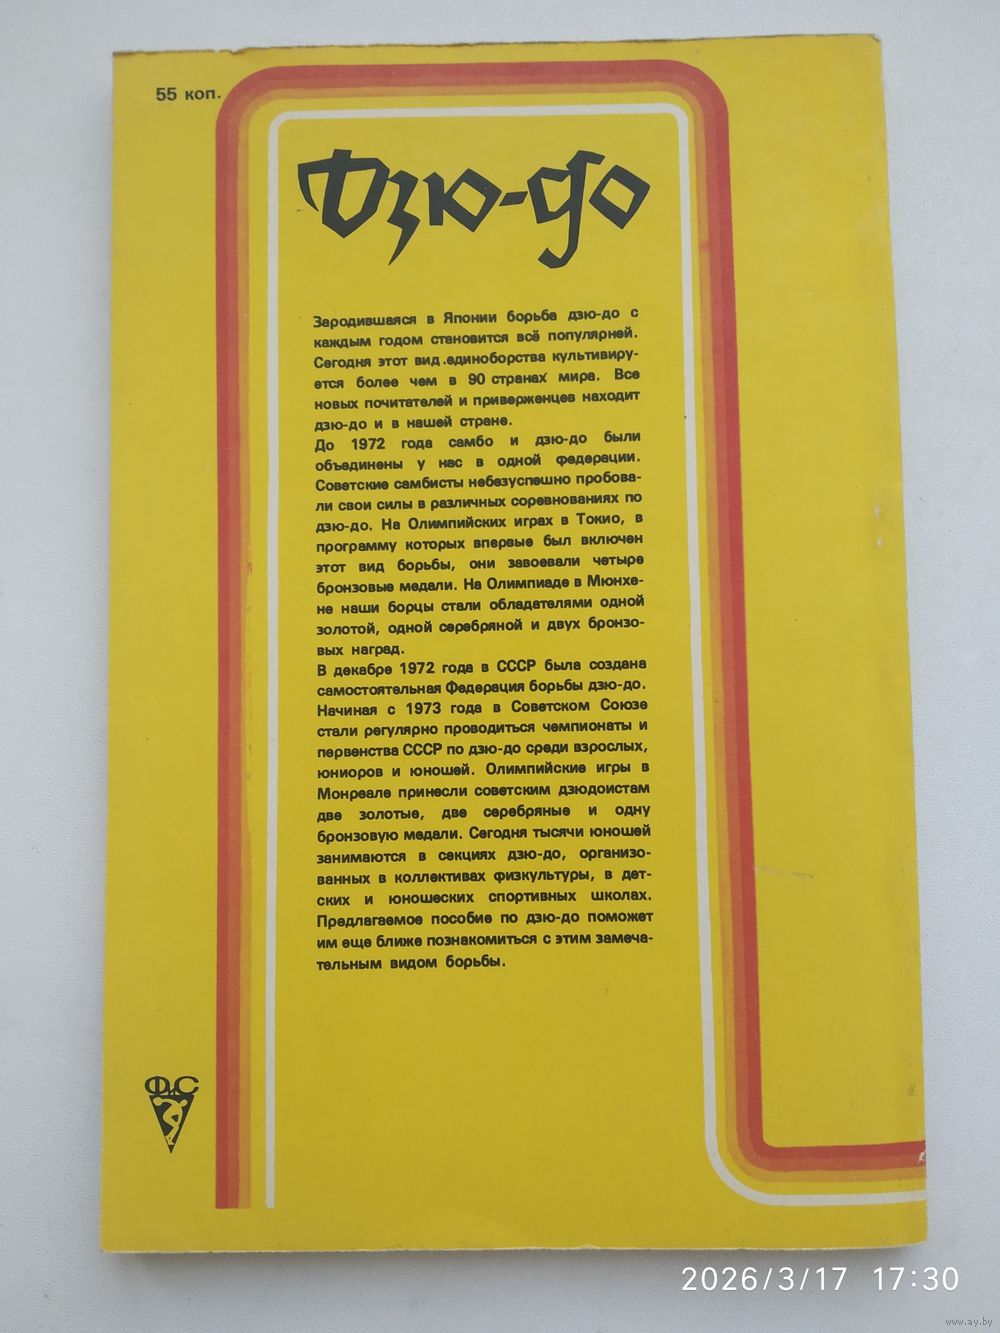 55 коп.
Дзю-до
Зародившаяся в Японии борьба дзю-до с
каждым годом становится всё популярней.
Сегодня этот вид единоборства культивиру-
ется более чем в 90 странах мира. Все
новых почитателей и приверженцев находит
дзю-до и в нашей стране.
До 1972 года самбо и дзю-до были
объединены у нас в одной федерации.
Советские самбисты небезуспешно пробова-
ли свои силы в различных соревнованиях по
дзю-до. На Олимпийских играх в Токио, в
программу которых впервые был включен
этот вид борьбы, они завоевали четыре
бронзовые медали. На Олимпиаде в Мюнхе-
не наши борцы стали обладателями одной
золотой, одной серебряной и двух бронзо-
вых наград.
В декабре 1972 года в СССР была создана
самостоятельная Федерация борьбы дзю-до.
Начиная с 1973 года в Советском Союзе
стали регулярно проводиться чемпионаты и
первенства СССР по дзю-до среди взрослых,
юниоров и юношей. Олимпийские игры в
Монреале принесли советским дзюдоистам
две золотые, две серебряные и одну
бронзовую медали. Сегодня тысячи юношей
занимаются в секциях дзю-до, организо-
ванных в коллективах физкультуры, в дет-
ских и юношеских спортивных школах.
Предлагаемое пособие по дзю-до поможет
им еще ближе познакомиться с этим замеча-
тельным видом борьбы.
ФиС
2026/3/17 17:30
www.ay.by